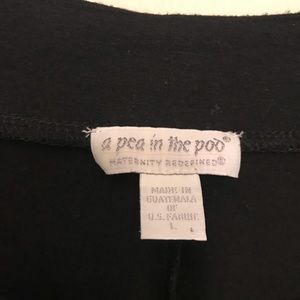 a pea in the pod®
MATERNITY REDEFINED®
MADE IN
GUATEMALA
OF
U.S. FABRIC
L